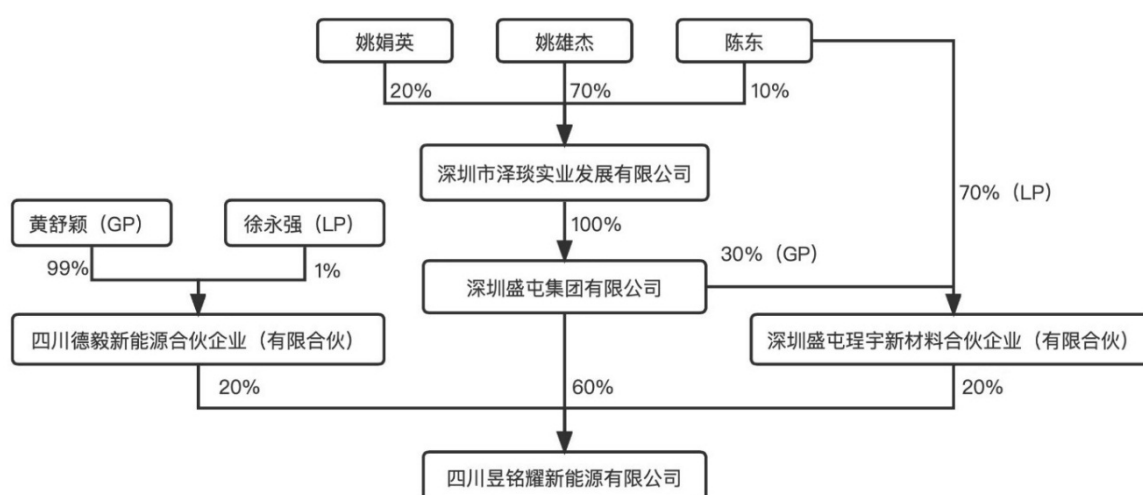 姚娟英
姚雄杰
陈东
20%
70%
10%
深圳市泽琰实业发展有限公司
70%（LP）
黄舒颖（GP）
徐永强（LP）
100%
30%（GP）
99%
1%
深圳盛屯集团有限公司
四川德毅新能源合伙企业（有限合伙）
深圳盛屯珵宇新材料合伙企业（有限合伙）
20%
60%
20%
四川昱铭耀新能源有限公司